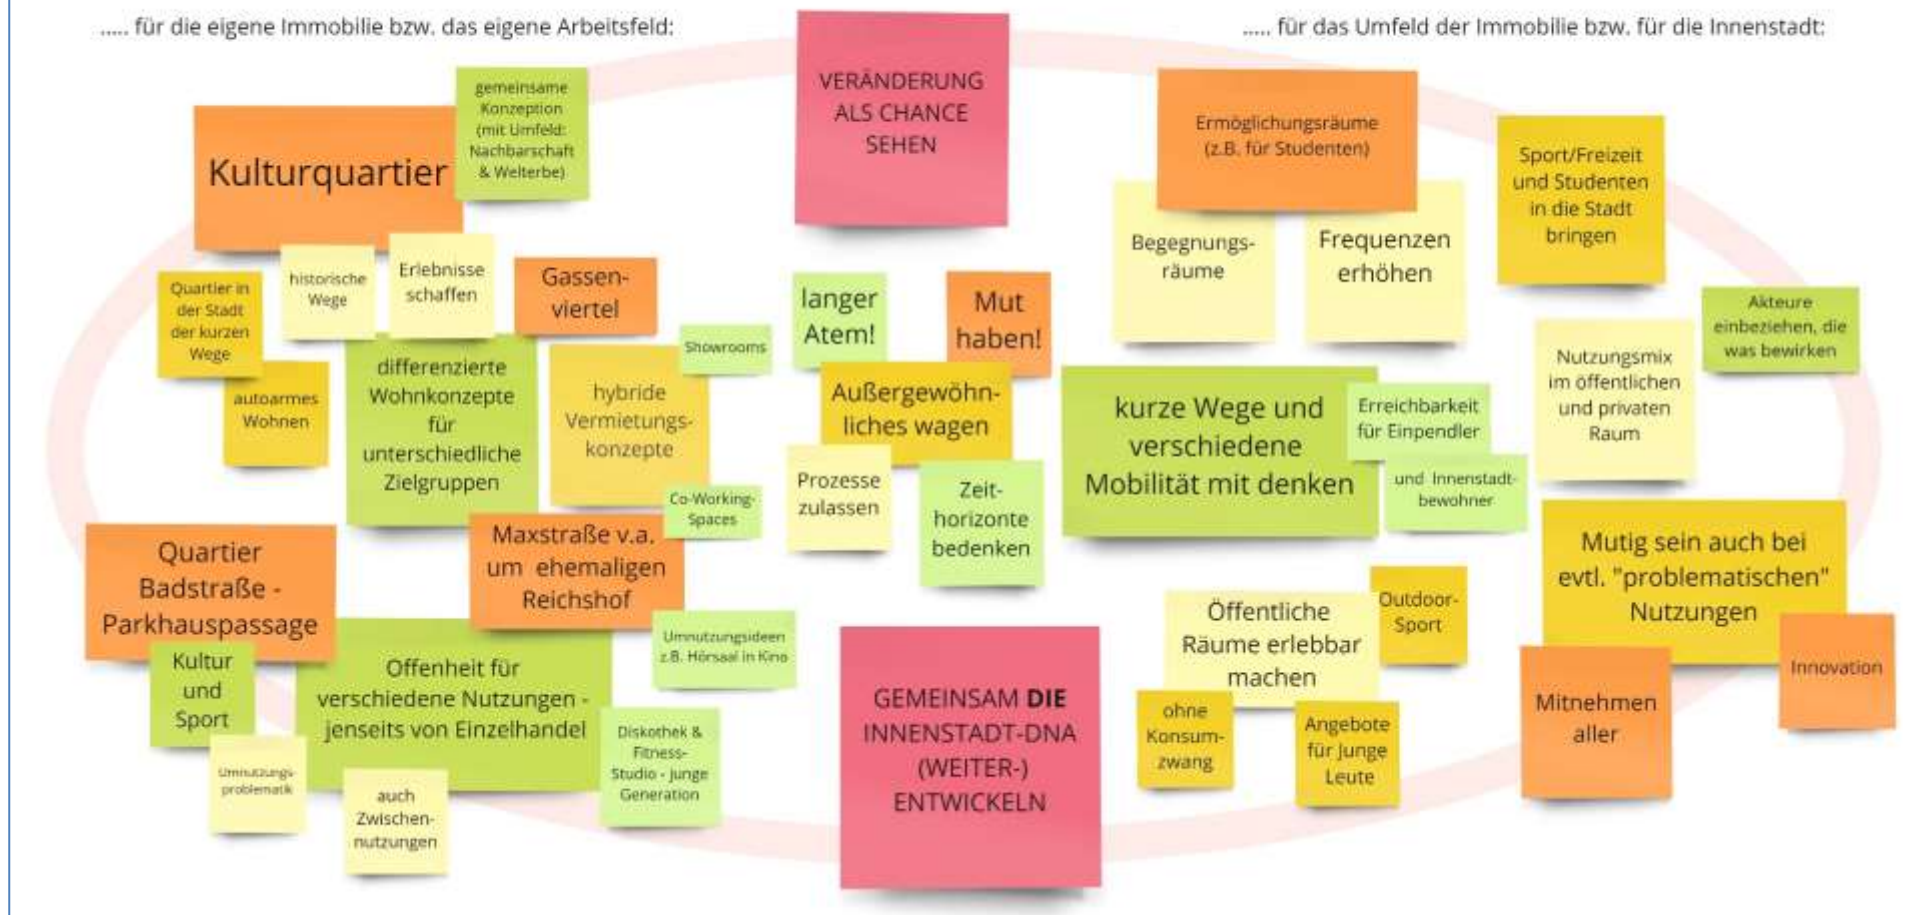 ..... für die eigene Immobilie bzw. das eigene Arbeitsfeld:
..... für das Umfeld der Immobilie bzw. für die Innenstadt:
VERÄNDERUNG
ALS CHANCE
SEHEN
Kulturquartier
gemeinsame
Konzeption
(mit Umfeld:
Nachbarschaft
& Welterbe)
Quartier in
der Stadt
der kurzen
Wege
historische
Wege
Erlebnisse
schaffen
Gassen-
viertel
autoarmes
Wohnen
differenzierte
Wohnkonzepte
für
unterschiedliche
Zielgruppen
hybride
Vermietungs-
konzepte
Showrooms
Co-Working-
Spaces
Quartier
Badstraße -
Parkhauspassage
Maxstraße v.a.
um ehemaligen
Reichshof
Kultur
und
Sport
Offenheit für
verschiedene Nutzungen -
jenseits von Einzelhandel
Umnutzungsideen
z.B. Hörsaal in Kino
Diskothek &
Fitness-
Studio - junge
Generation
Umnutzungs-
problematik
auch
Zwischen-
nutzungen
langer
Atem!
Mut
haben!
Außergewöhn-
liches wagen
Prozesse
zulassen
Zeit-
horizonte
bedenken
GEMEINSAM DIE
INNENSTADT-DNA
(WEITER-)
ENTWICKELN
Ermöglichungsräume
(z.B. für Studenten)
Begegnungs-
räume
Frequenzen
erhöhen
Sport/Freizeit
und Studenten
in die Stadt
bringen
Akteure
einbeziehen, die
was bewirken
Nutzungsmix
im öffentlichen
und privaten
Raum
kurze Wege und
verschiedene
Mobilität mit denken
Erreichbarkeit
für Einpendler
und Innenstadt-
bewohner
Mutig sein auch bei
evtl. "problematischen"
Nutzungen
Innovation
Mitnehmen
aller
Öffentliche
Räume erlebbar
machen
Outdoor-
Sport
ohne
Konsum-
zwang
Angebote
für Junge
Leute